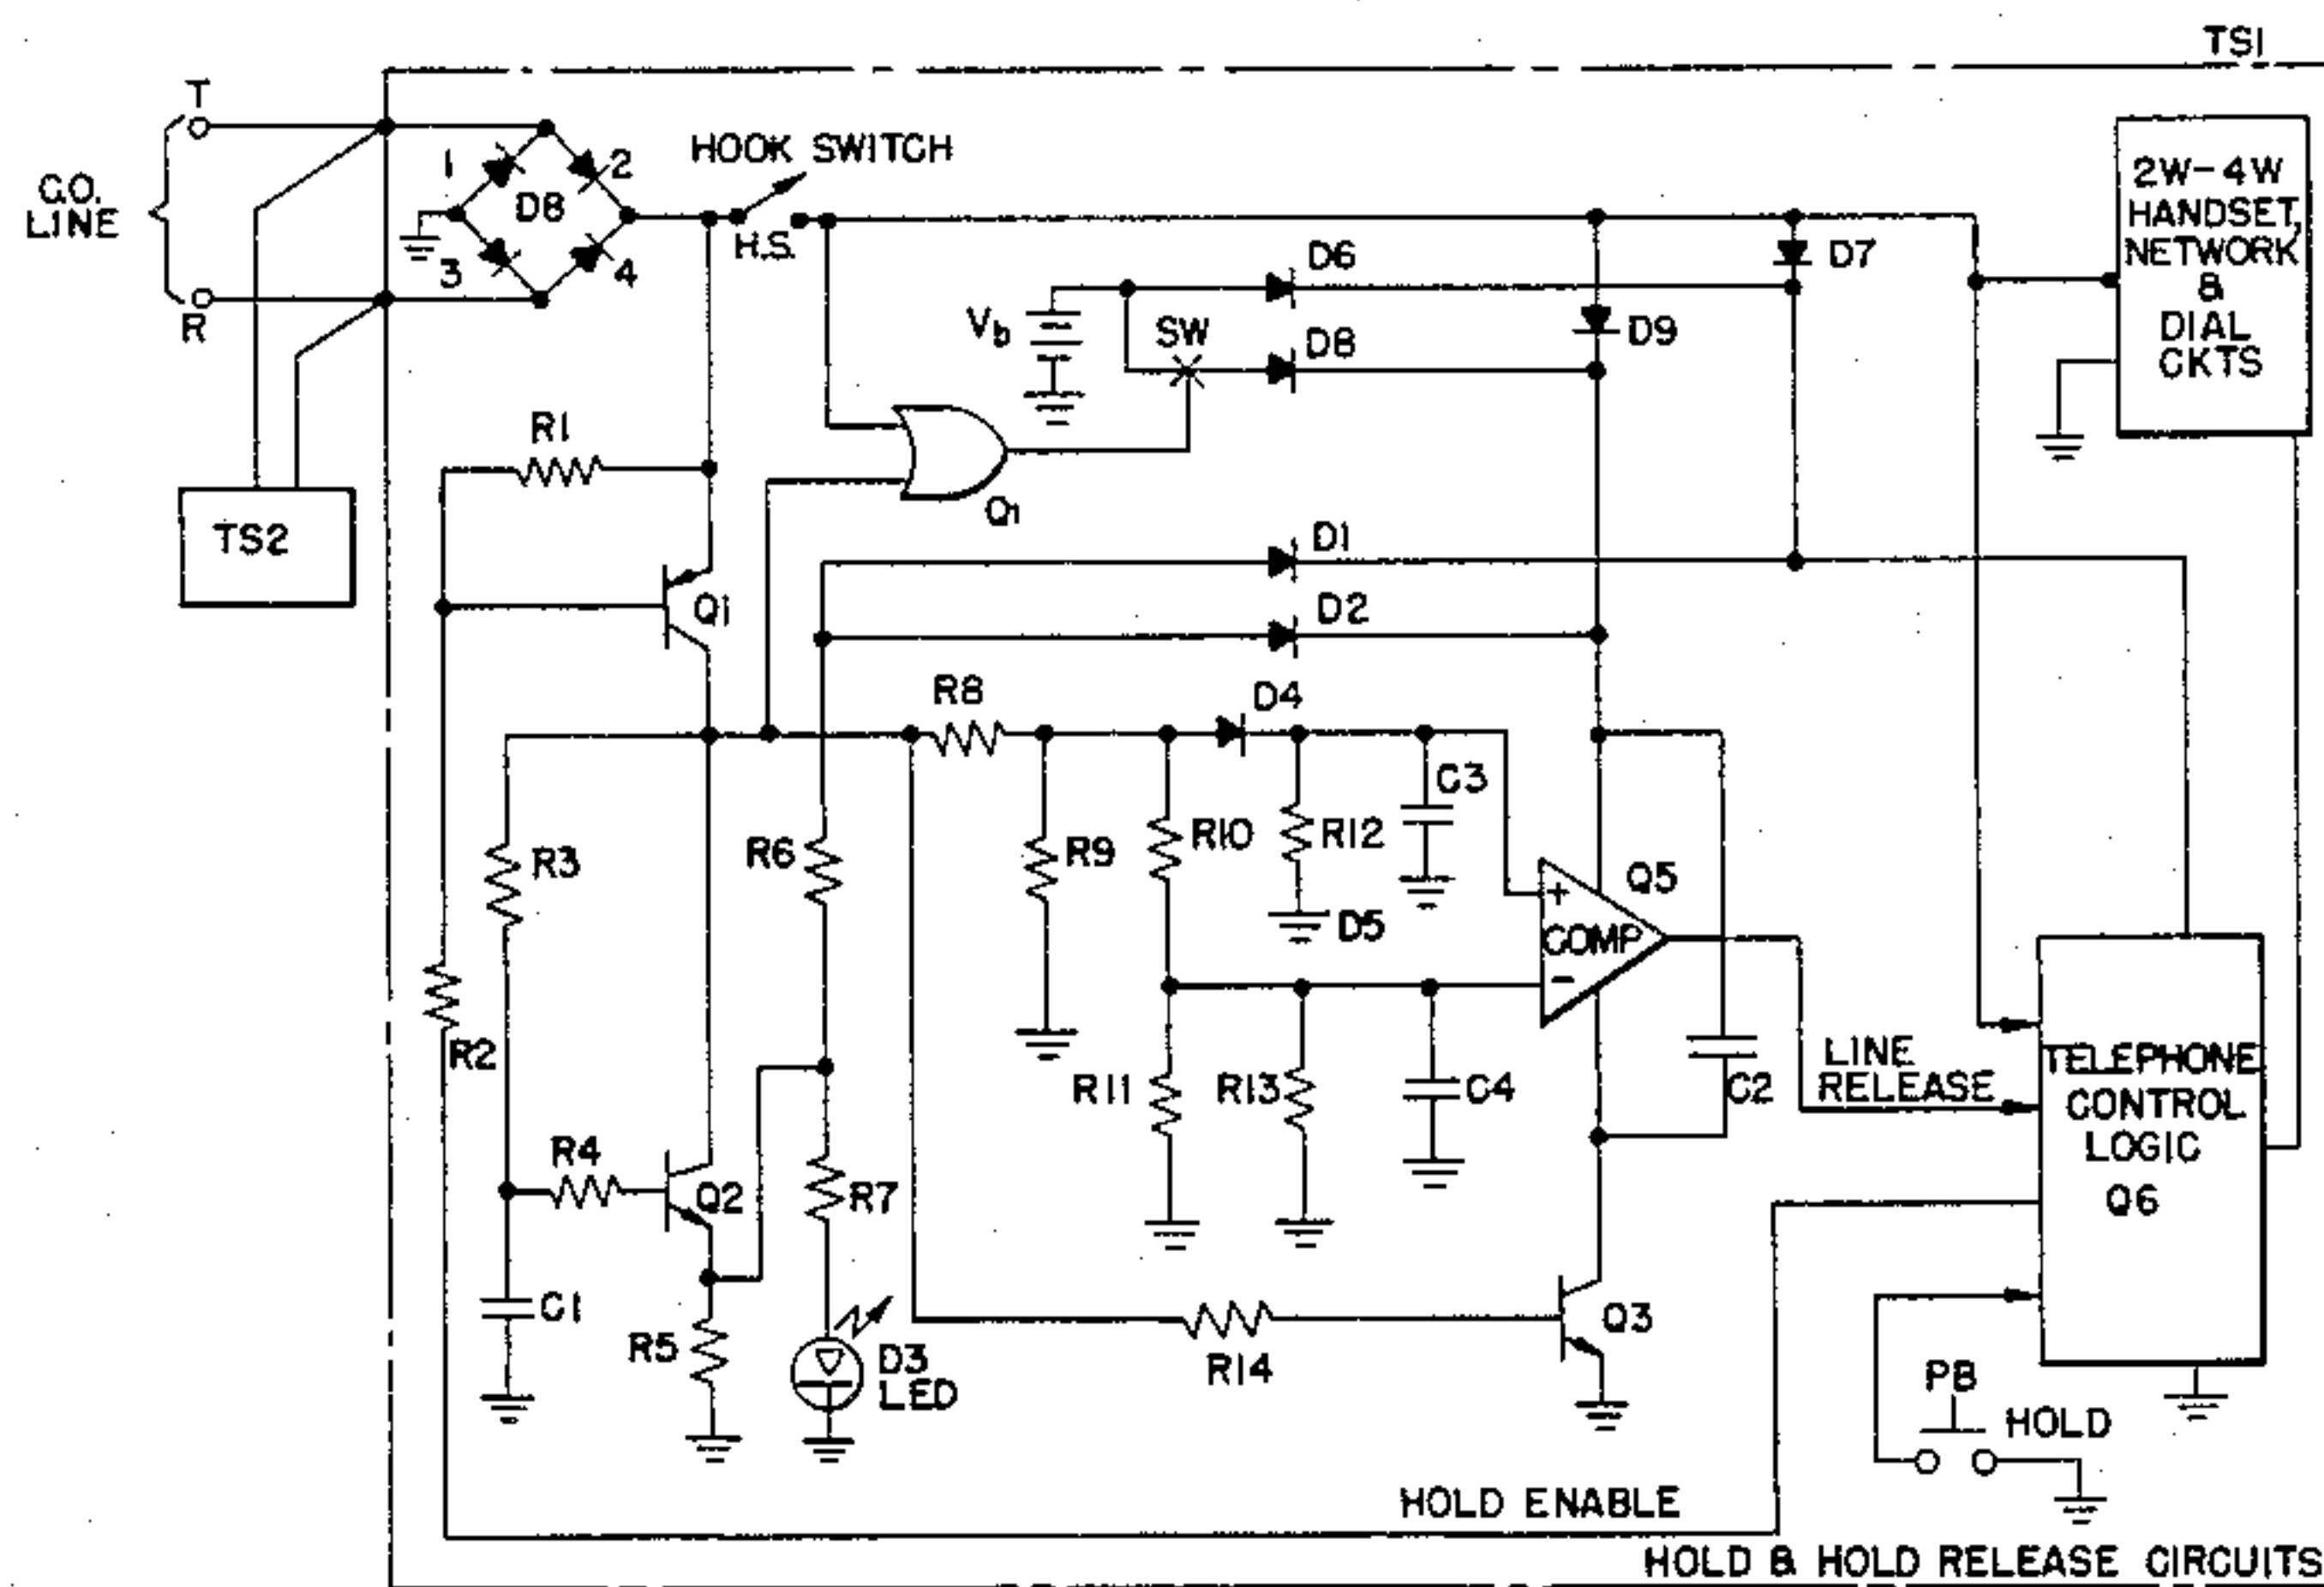 TS1
T
C.O.
LINE
R
1
2
D8
3
4
HOOK SWITCH
H.S.
2W-4W
HANDSET,
NETWORK
&
DIAL
CKTS
D6
D7
Vb
SW
D8
D9
R1
Q1
TS2
D1
Q1
D2
R8
D4
C3
R3
R6
R9
R10
R12
Q5
+
COMP
-
D5
R2
R11
R13
C4
LINE
RELEASE
C2
TELEPHONE
CONTROL
LOGIC
Q6
R4
Q2
R7
C1
R5
D3
LED
R14
Q3
PB
HOLD
HOLD ENABLE
HOLD & HOLD RELEASE CIRCUITS